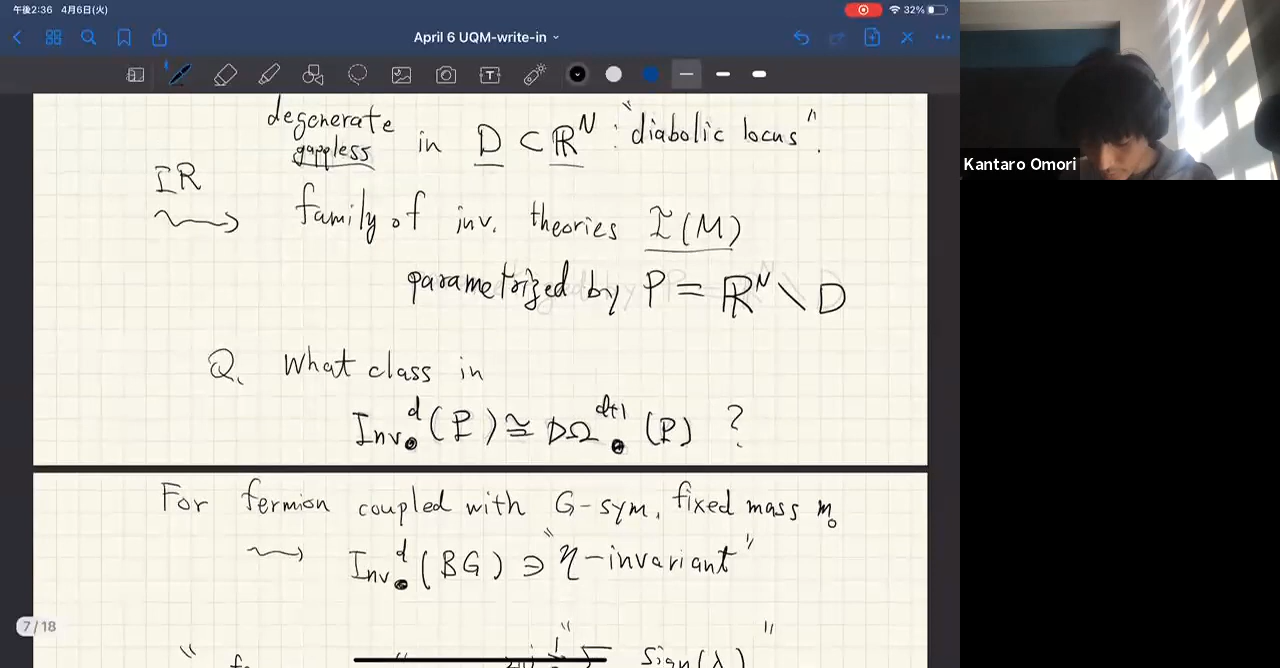 午後2:36 4月6日(火)
32%
April 6 UQM-write-in
degenerate
gapless
in D ⊂ ℝ^N : "diabolic locus".
IR
family of inv. theories 𝓘(M)
parametrized by P = ℝ^N \ D
Q. What class in
Inv•^d (P) ≅ DΩ•^{d+1} (P) ?
For fermion coupled with G-sym, fixed mass m₀
Inv•^d (BG) ∋ "η-invariant"
7 / 18
sign(λ)
Kantaro Omori